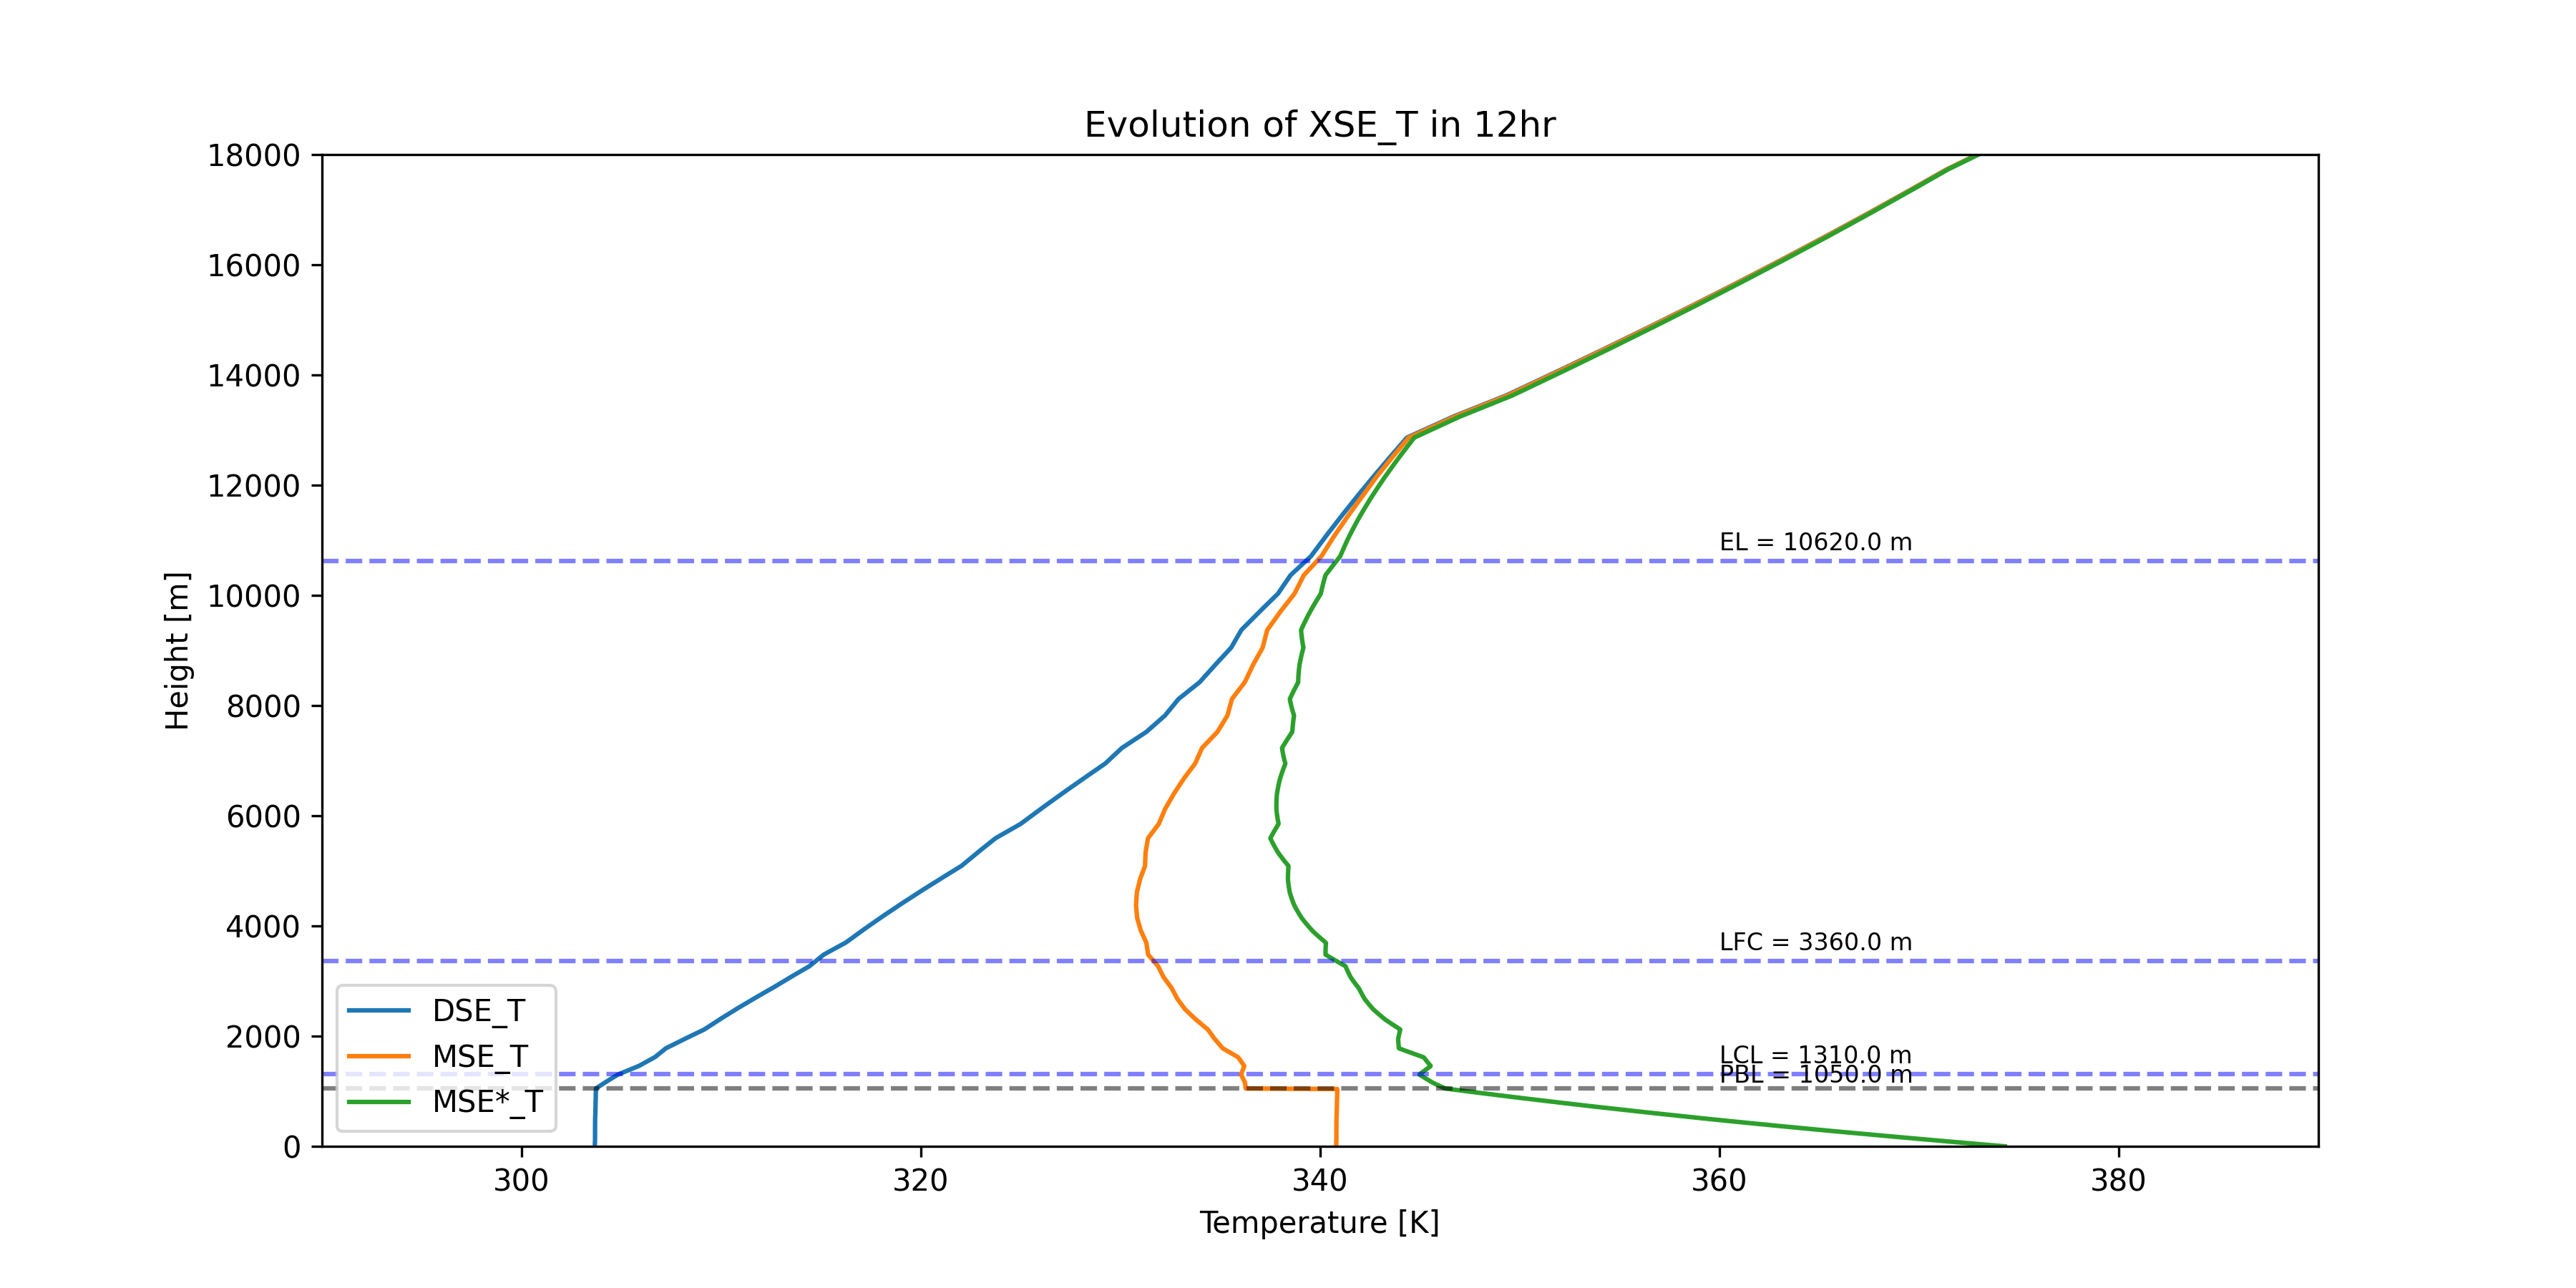 Evolution of XSE_T in 12hr
18000
16000
14000
12000
10000
8000
6000
4000
2000
0
Height [m]
EL = 10620.0 m
LFC = 3360.0 m
LCL = 1310.0 m
PBL = 1050.0 m
DSE_T
MSE_T
MSE*_T
300 320 340 360 380
Temperature [K]